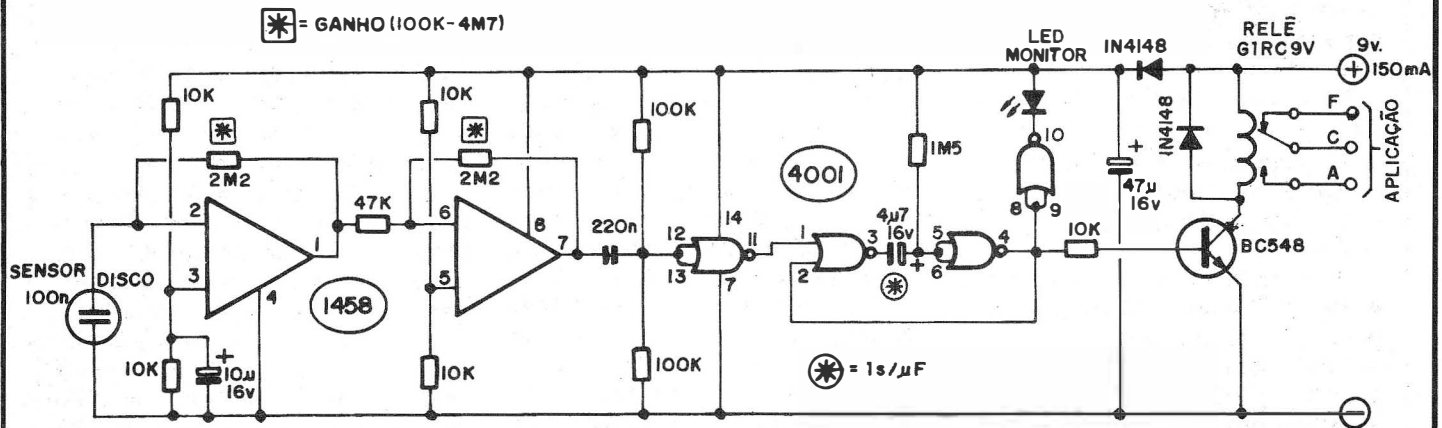 ✳ = GANHO (100K-4M7)
LED
MONITOR
1N4148
RELÊ
G1RC9V
9v.
150mA
+
10K
✳
2M2
10K
✳
2M2
100K
1M5
4001
10
8
9
1N4148
F
C
A
APLICAÇÃO
+
47µ
16v
2
3
1
4
47K
6
5
8
7
220n
12
13
14
11
7
1
2
3
4µ7
16v
+
✳
5
6
4
10K
BC548
SENSOR
100n
DISCO
1458
10K
+
10µ
16v
10K
100K
✳ = 1s/µF
−